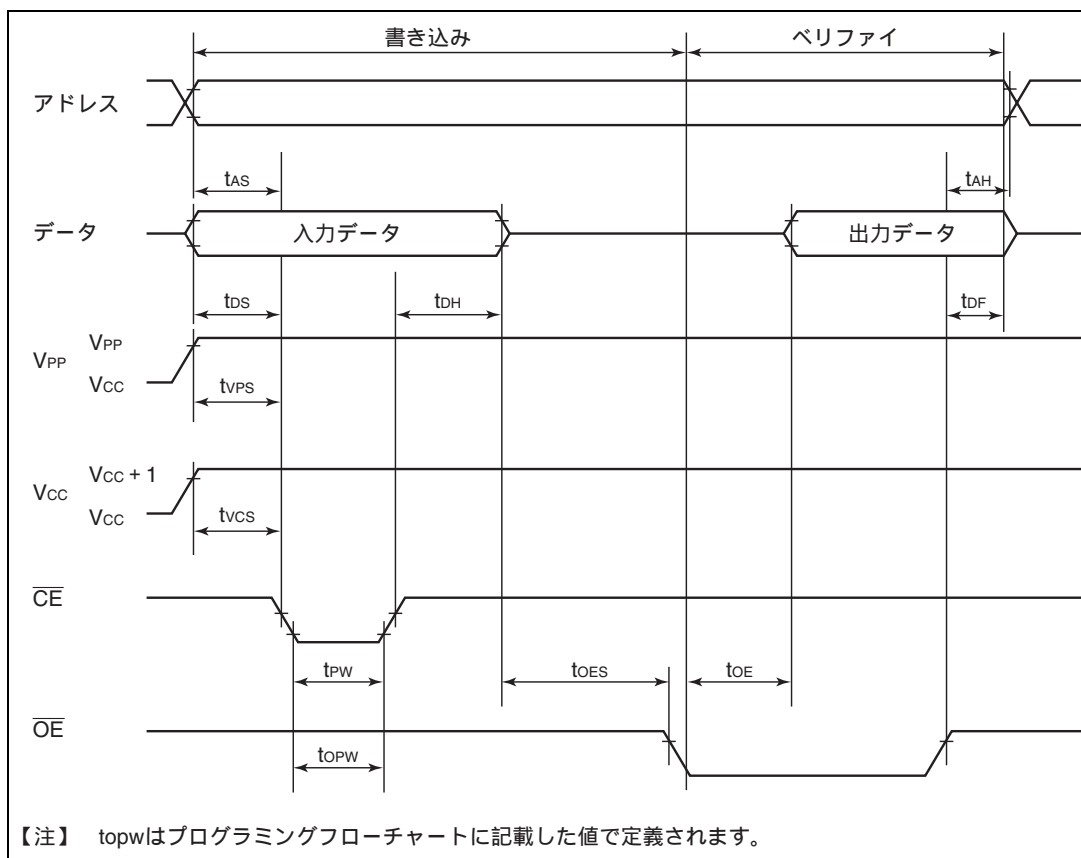 書き込み ベリファイ
アドレス
tAS tAH
データ 入力データ 出力データ
tDS tDH tDF
VPP VPP
VCC
tVPS
VCC VCC + 1
VCC
tVCS
CE
tPW tOES tOE
OE
tOPW
【注】 topwはプログラミングフローチャートに記載した値で定義されます。